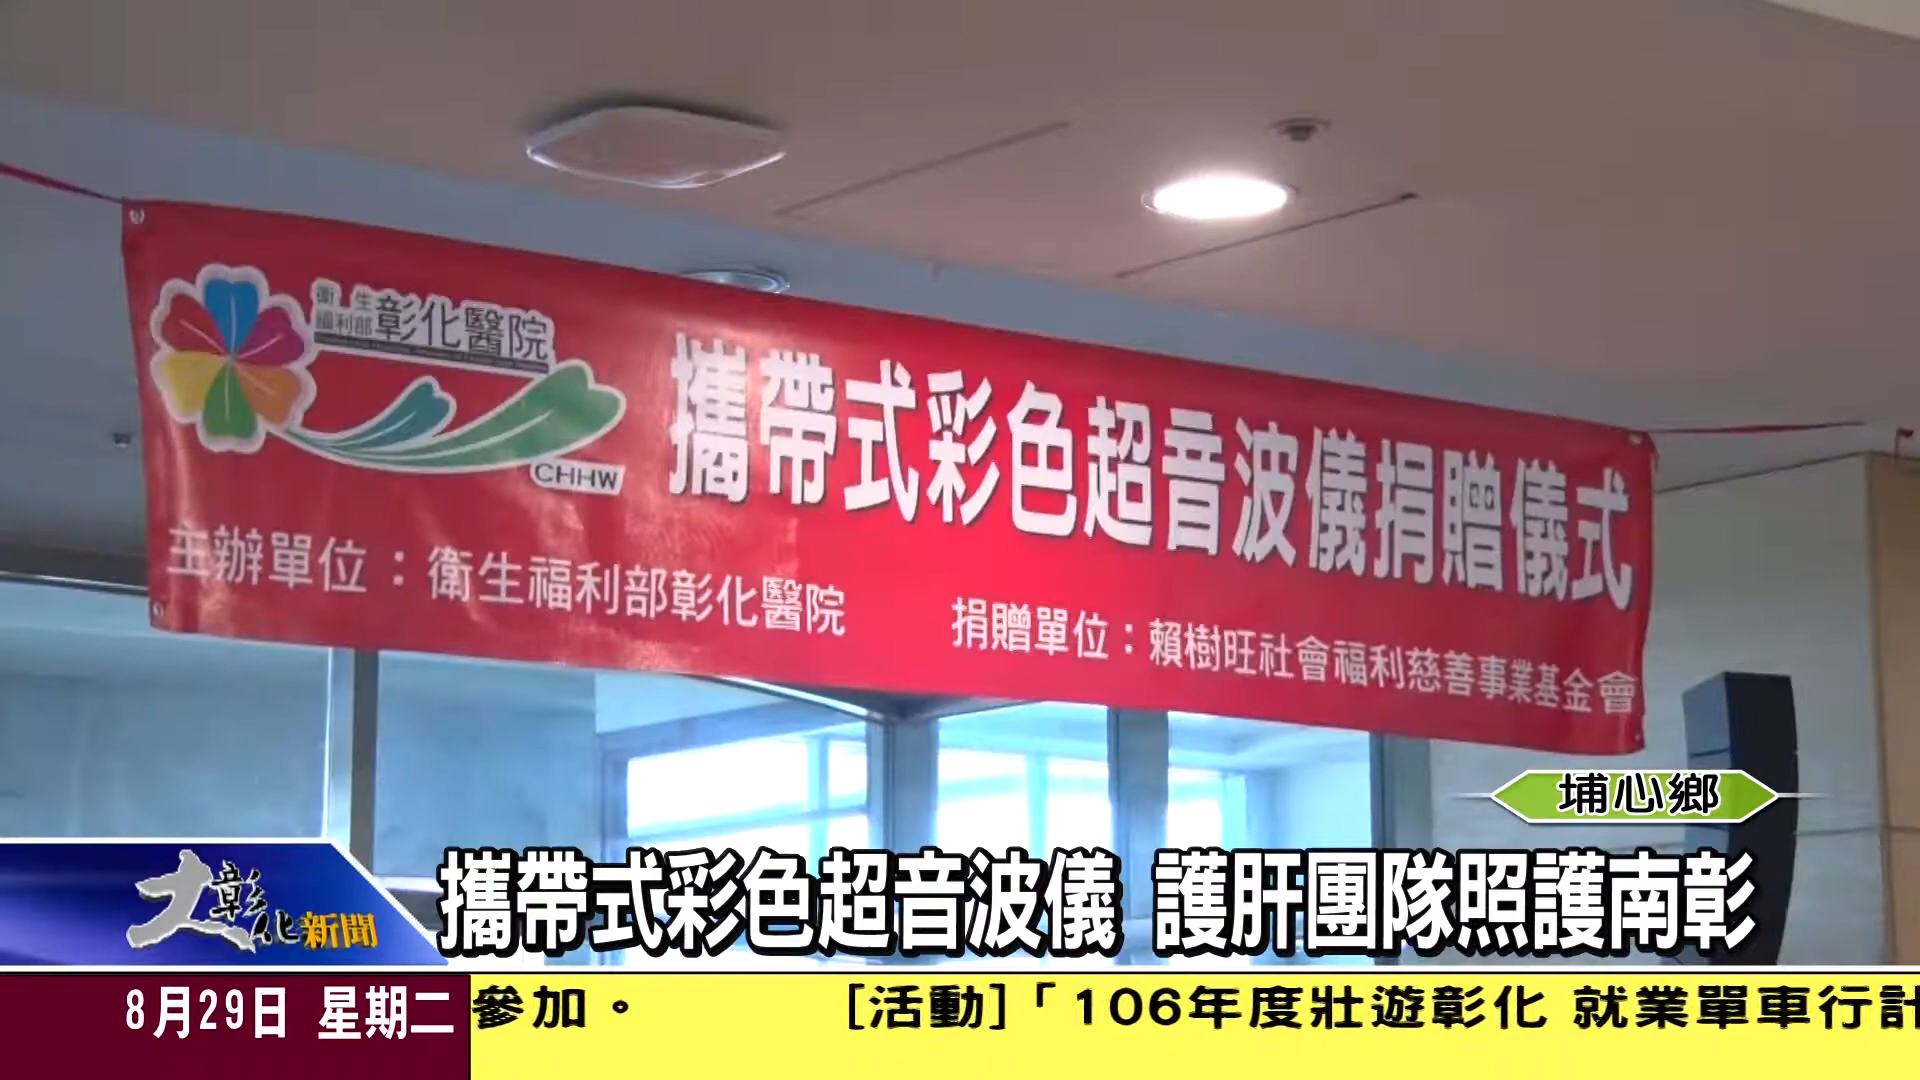 衛生
福利部彰化醫院
CHHW
攜帶式彩色超音波儀捐贈儀式
主辦單位：衛生福利部彰化醫院
捐贈單位：賴樹旺社會福利慈善事業基金會
埔心鄉
大彰化新聞
攜帶式彩色超音波儀 護肝團隊照護南彰
8月29日 星期二
參加。 [活動]「106年度壯遊彰化 就業單車行計